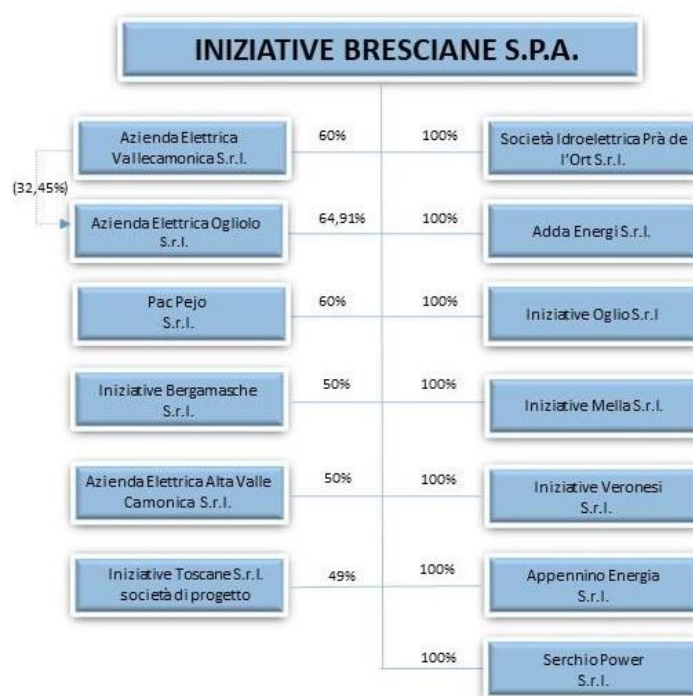 INIZIATIVE BRESCIANE S.P.A.
Azienda Elettrica
Vallecamonica S.r.l.
60%
100%
Società Idroelettrica Prà de
l'Ort S.r.l.
(32,45%)
Azienda Elettrica Ogliolo
S.r.l.
64,91%
100%
Adda Energi S.r.l.
Pac Pejo
S.r.l.
60%
100%
Iniziative Oglio S.r.l
Iniziative Bergamasche
S.r.l.
50%
100%
Iniziative Mella S.r.l.
Azienda Elettrica Alta Valle
Camonica S.r.l.
50%
100%
Iniziative Veronesi
S.r.l.
Iniziative Toscane S.r.l.
società di progetto
49%
100%
Appennino Energia
S.r.l.
100%
Serchio Power
S.r.l.